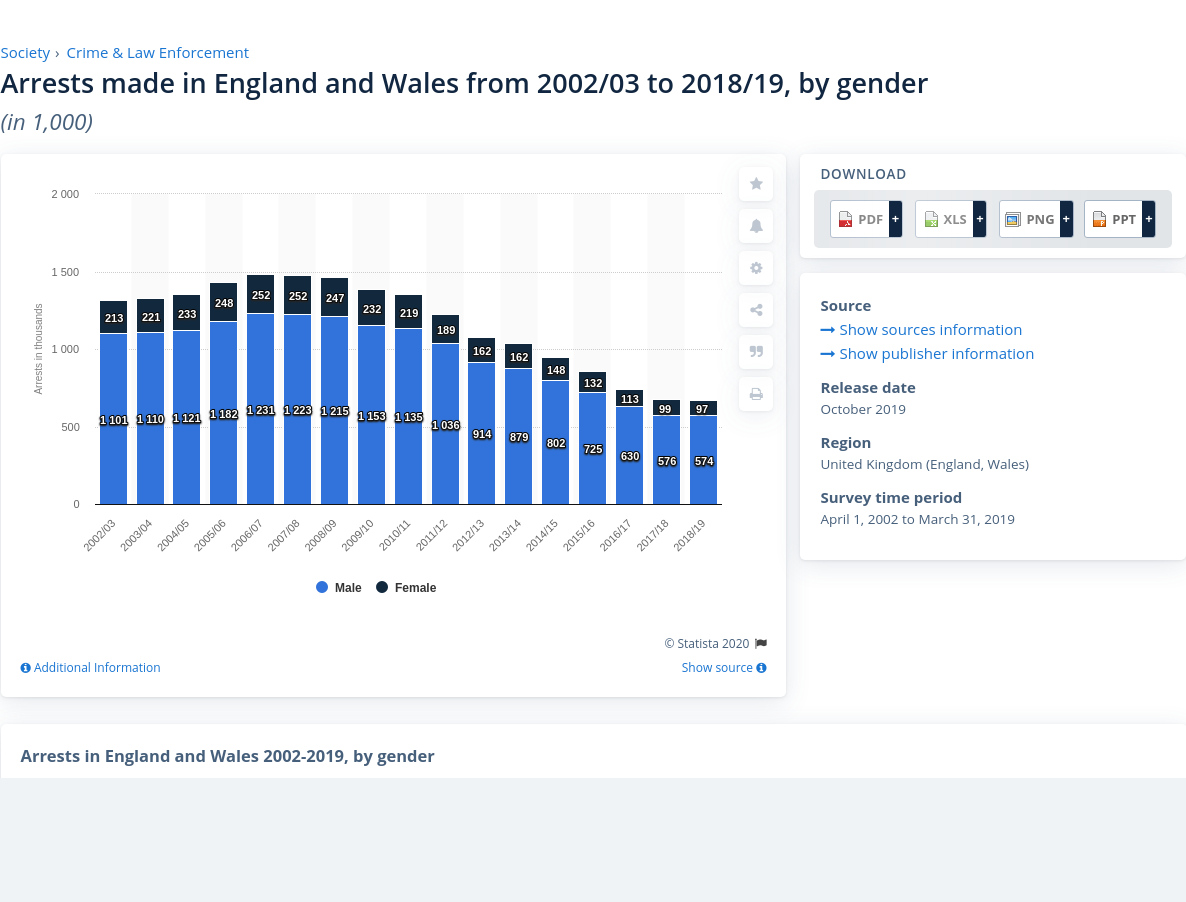 Society › Crime & Law Enforcement
Arrests made in England and Wales from 2002/03 to 2018/19, by gender
(in 1,000)
2 000
1 500
1 000
500
0
Arrests in thousands
213 221 233 248 252 252 247 232 219 189 162 162 148 132 113 99 97
1 101 1 110 1 121 1 182 1 231 1 223 1 215 1 153 1 135 1 036 914 879 802 725 630 576 574
2002/03 2003/04 2004/05 2005/06 2006/07 2007/08 2008/09 2009/10 2010/11 2011/12 2012/13 2013/14 2014/15 2015/16 2016/17 2017/18 2018/19
Male Female
© Statista 2020
Additional Information Show source
DOWNLOAD
PDF + XLS + PNG + PPT +
Source
Show sources information
Show publisher information
Release date
October 2019
Region
United Kingdom (England, Wales)
Survey time period
April 1, 2002 to March 31, 2019
Arrests in England and Wales 2002-2019, by gender